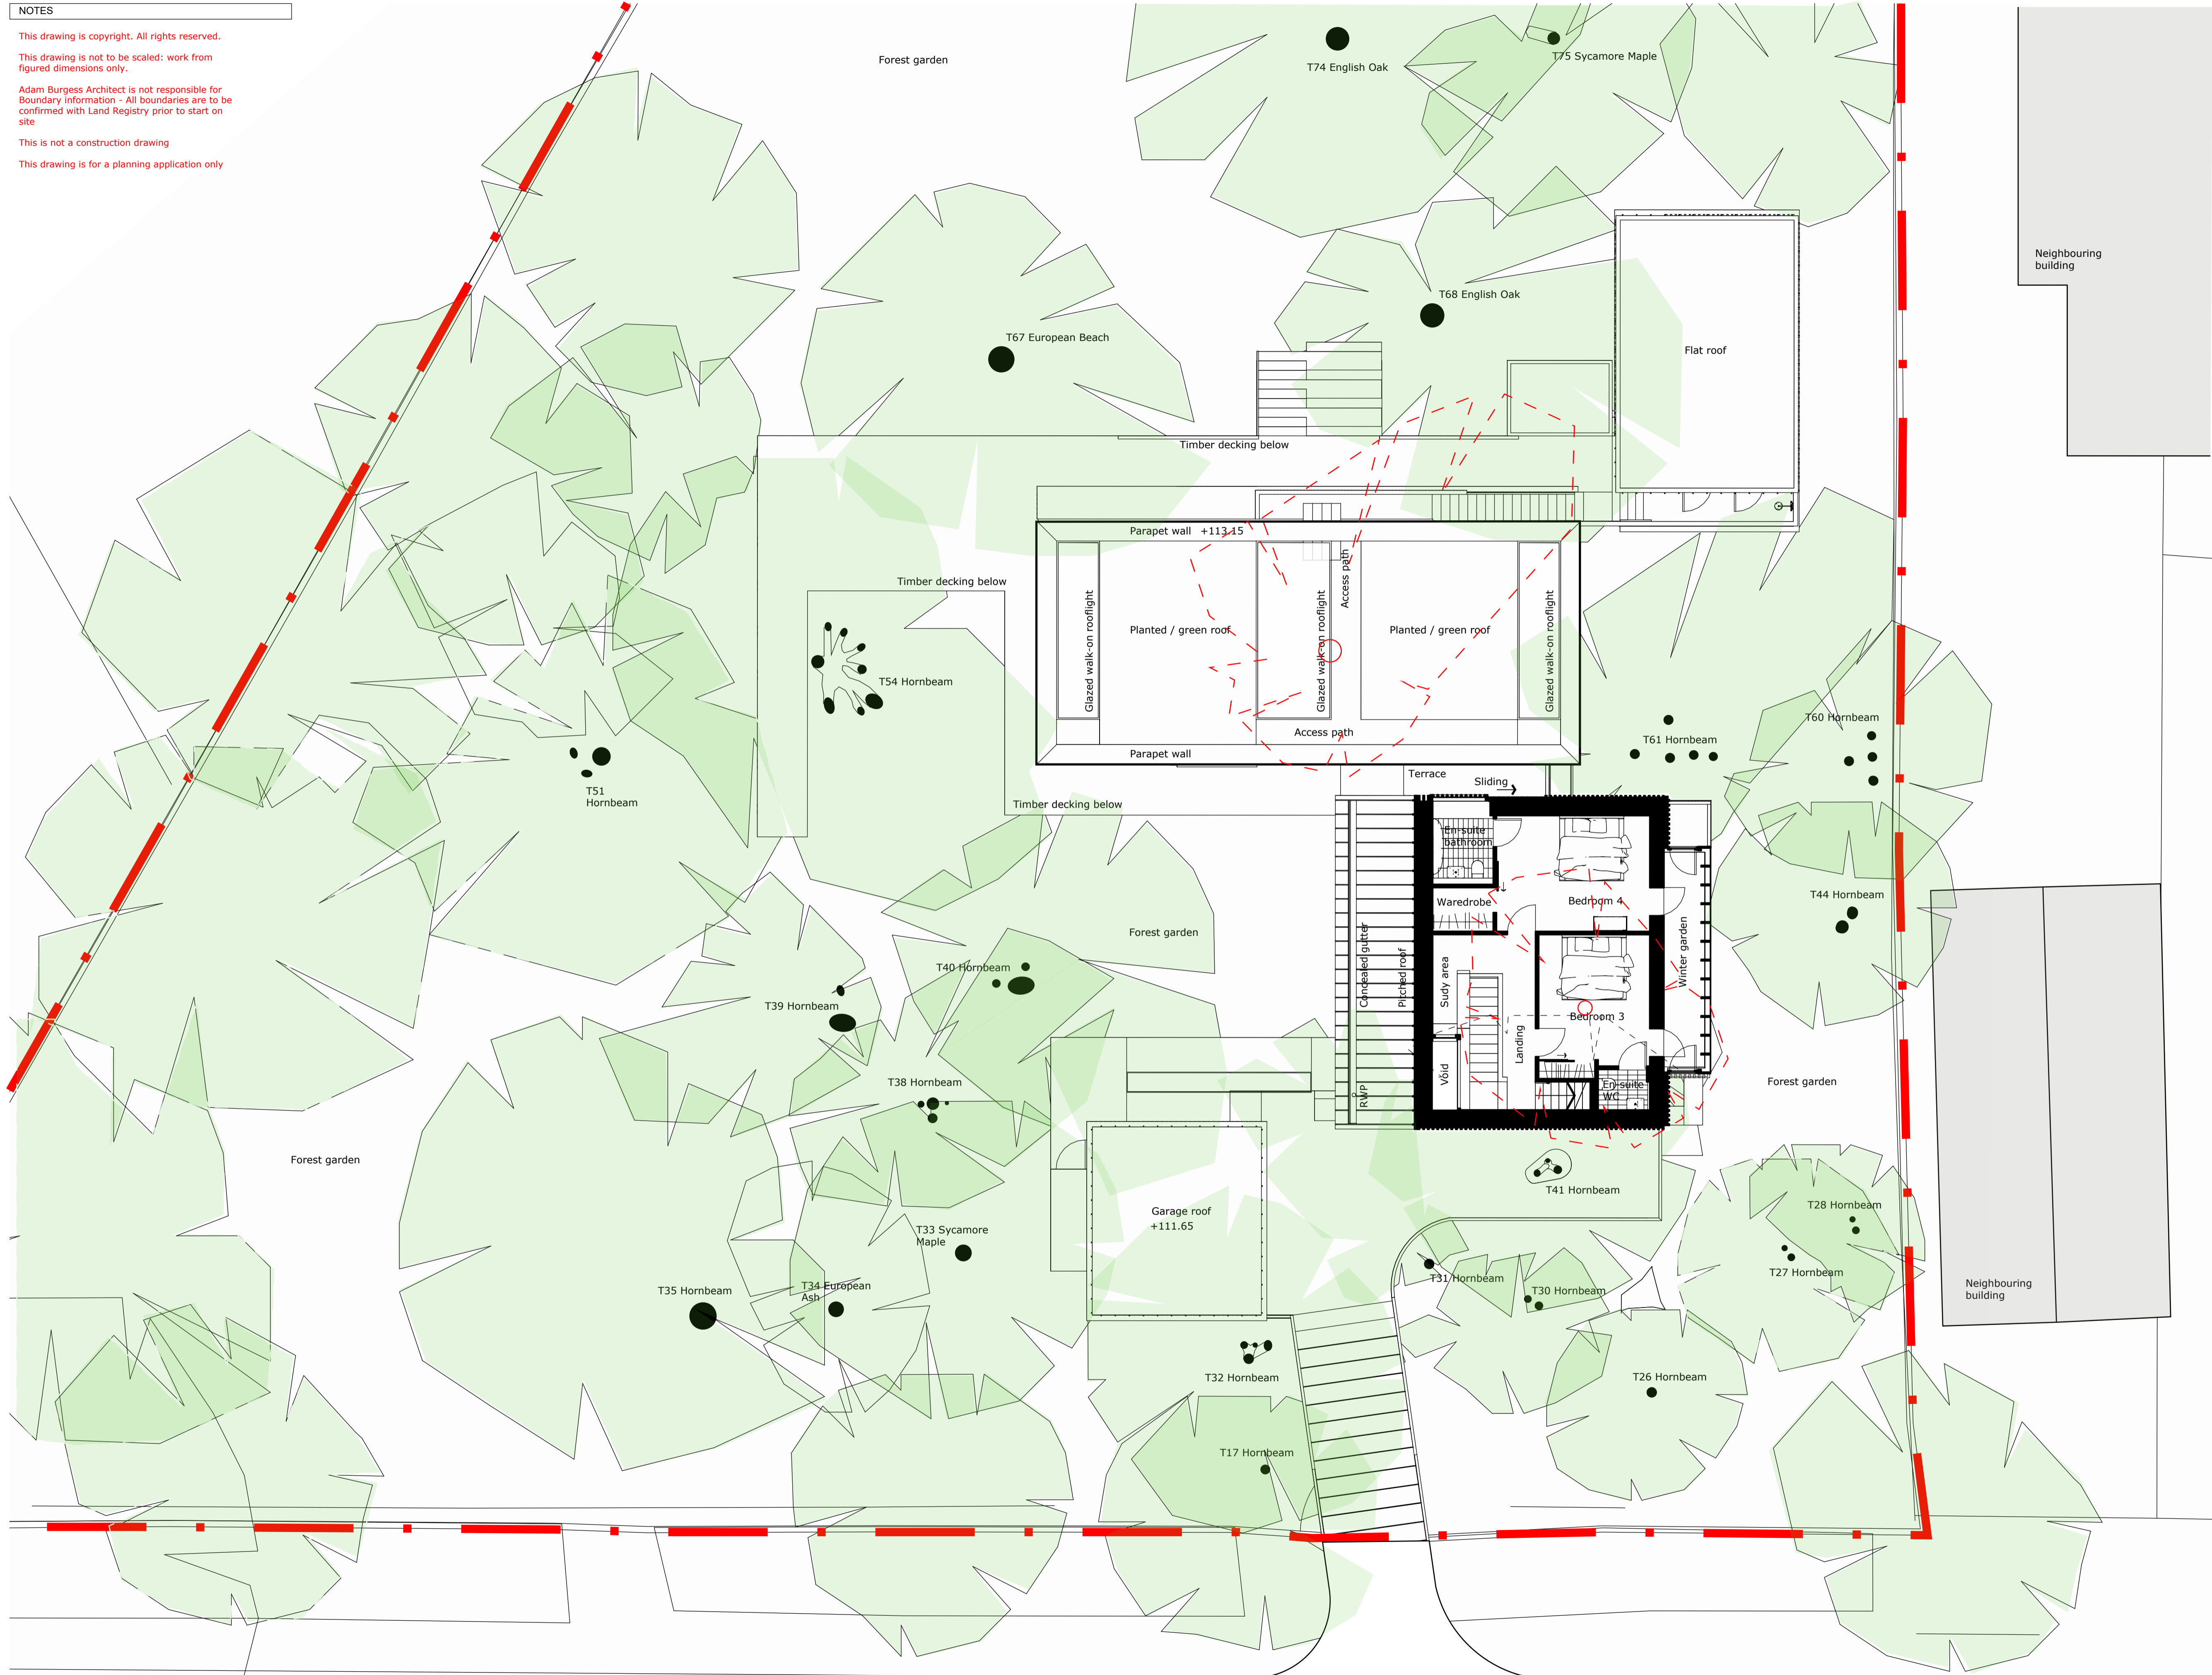 NOTES
This drawing is copyright. All rights reserved.
This drawing is not to be scaled: work from
figured dimensions only.
Adam Burgess Architect is not responsible for
Boundary information - All boundaries are to be
confirmed with Land Registry prior to start on
site
This is not a construction drawing
This drawing is for a planning application only
Forest garden
T74 English Oak
T75 Sycamore Maple
Neighbouring
building
T68 English Oak
T67 European Beach
Flat roof
Timber decking below
Parapet wall +113.15
Timber decking below
Glazed walk-on rooflight
Planted / green roof
Glazed walk-on rooflight
Access path
Planted / green roof
Glazed walk-on rooflight
T54 Hornbeam
T60 Hornbeam
T61 Hornbeam
Access path
Parapet wall
Terrace
Sliding
T51
Hornbeam
Timber decking below
En-suite
bathroom
T44 Hornbeam
Waredrobe
Bedroom 4
Forest garden
Concealed gutter
Pitched roof
Sudy area
Winter garden
T40 Hornbeam
T39 Hornbeam
Bedroom 3
Landing
Void
T38 Hornbeam
RWP
En-suite
WC
Forest garden
Forest garden
T41 Hornbeam
T28 Hornbeam
Garage roof
+111.65
T33 Sycamore
Maple
T27 Hornbeam
T31 Hornbeam
T30 Hornbeam
T35 Hornbeam
T34 European
Ash
Neighbouring
building
T32 Hornbeam
T26 Hornbeam
T17 Hornbeam